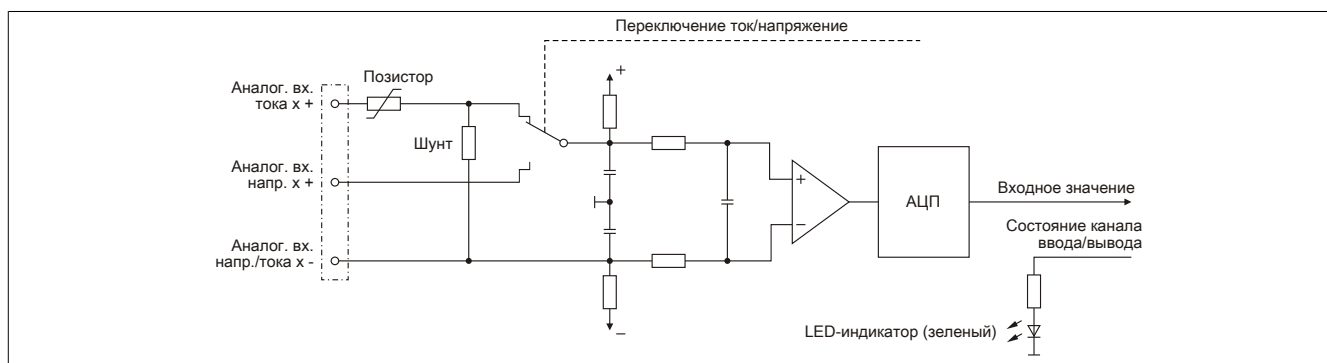 Переключение ток/напряжение
Позистор
+
Аналог. вх.
тока x +
Шунт
Аналог. вх.
напр. x +
+
−
АЦП
Входное значение
Состояние канала
ввода/вывода
Аналог. вх.
напр./тока x -
−
LED-индикатор (зеленый)